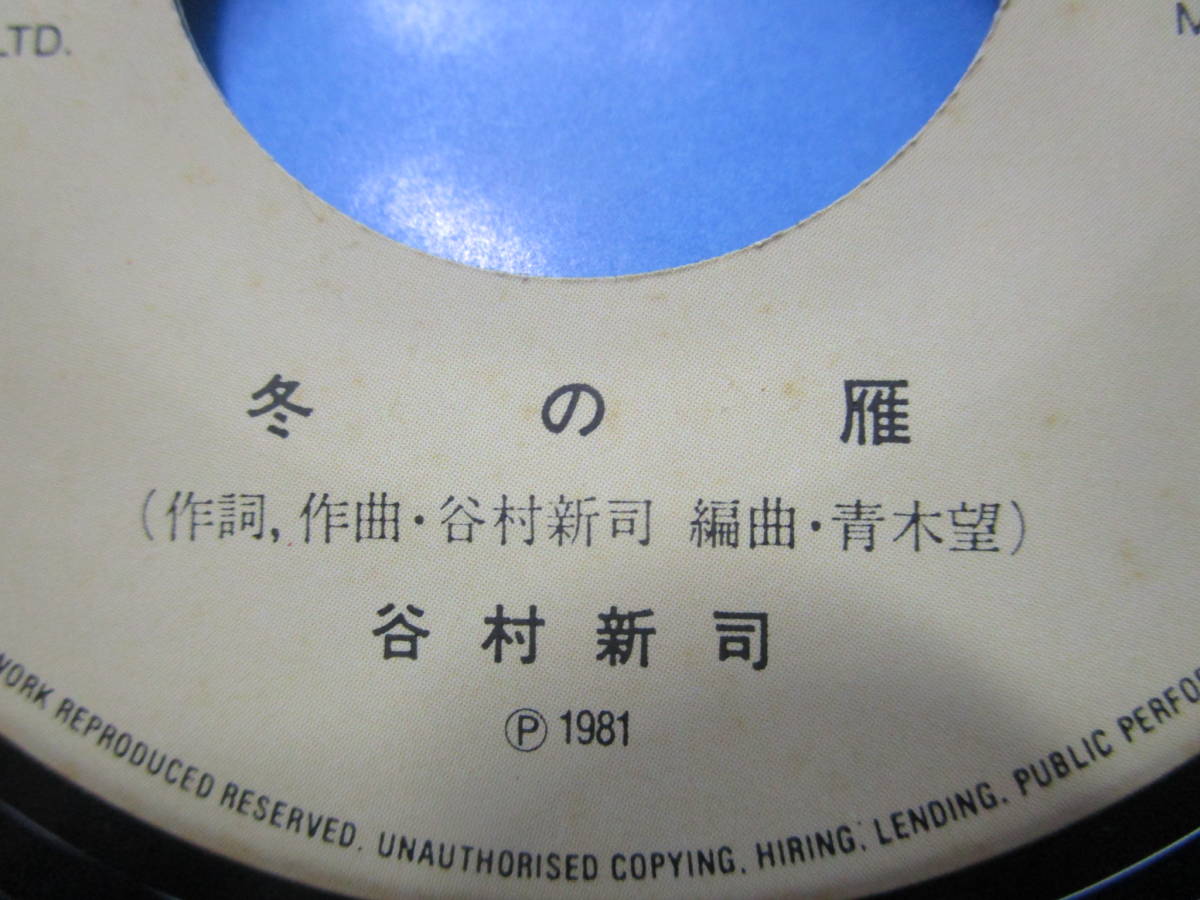 LTD.
冬の雁
(作詞,作曲・谷村新司 編曲・青木望)
谷村新司
Ⓟ 1981
WORK REPRODUCED RESERVED. UNAUTHORISED COPYING, HIRING, LENDING, PUBLIC